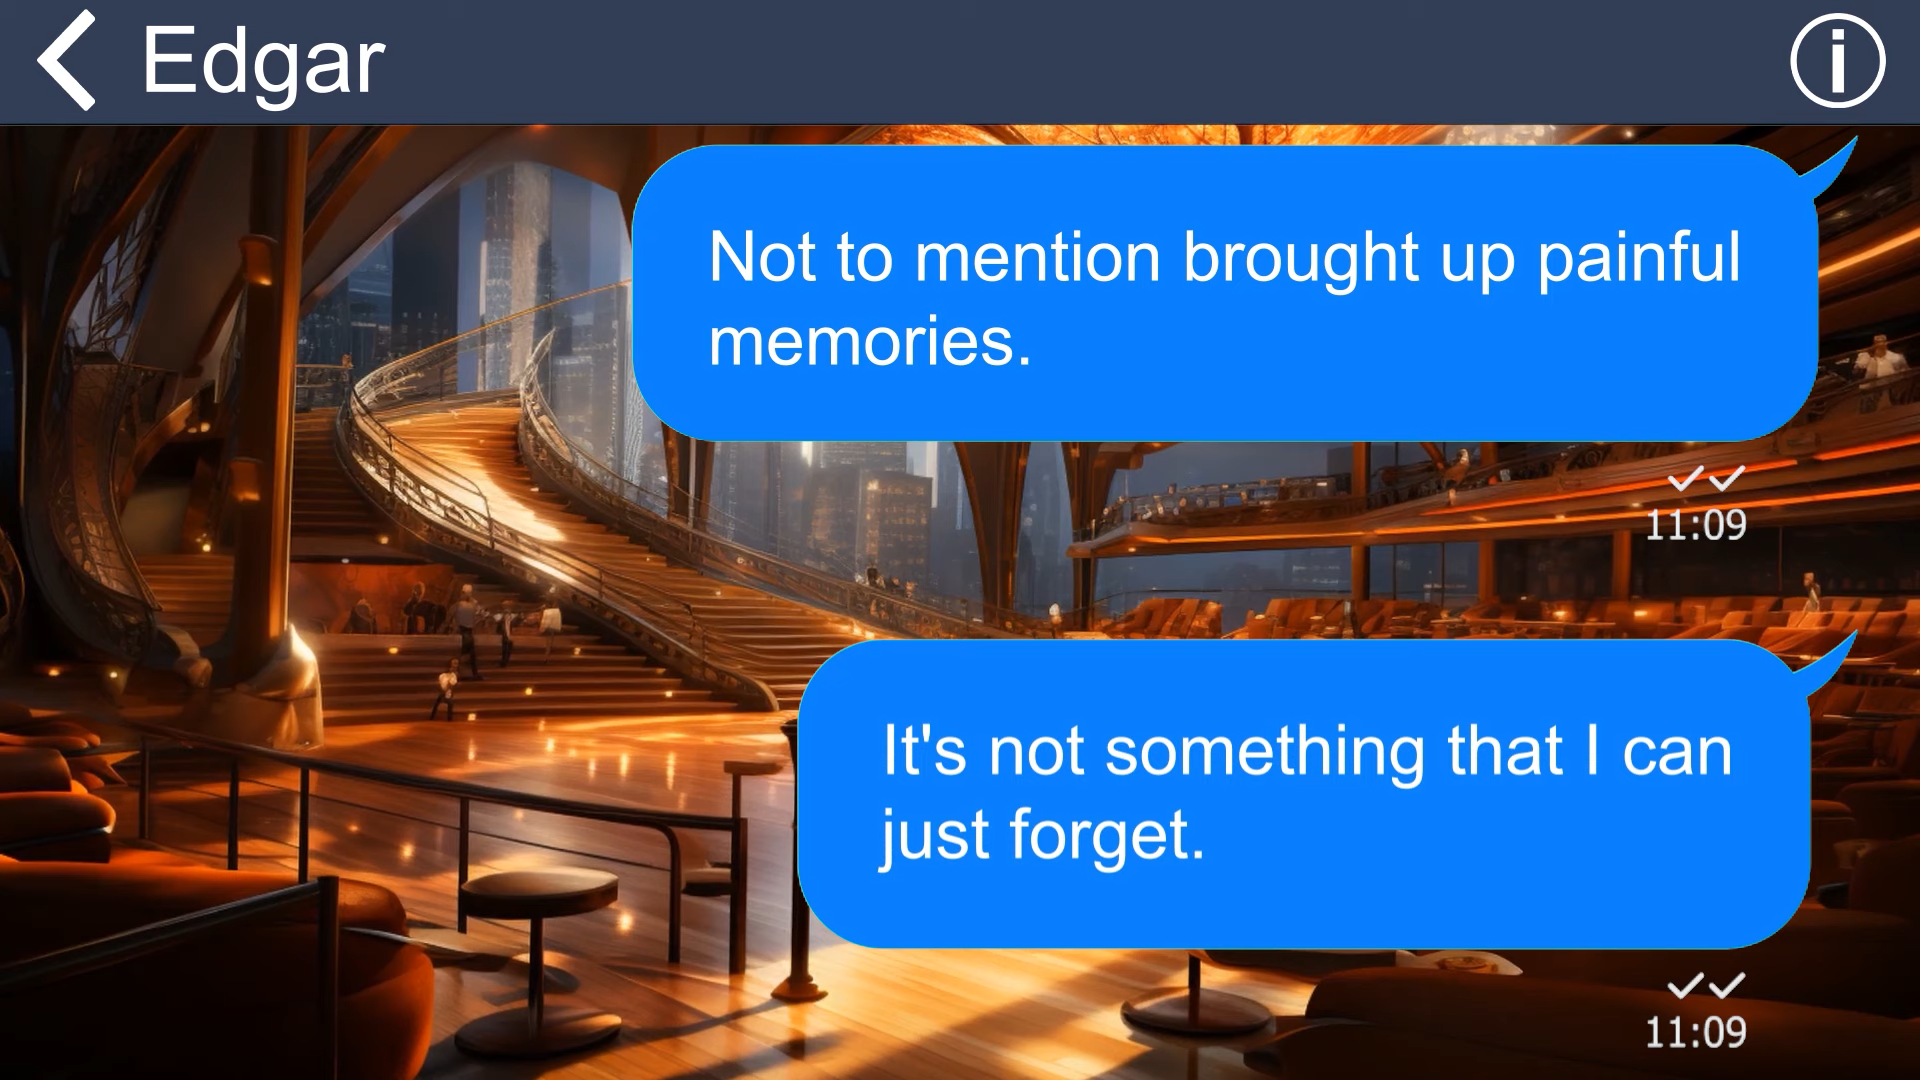 Edgar
Not to mention brought up painful
memories.
11:09
It's not something that I can
just forget.
11:09